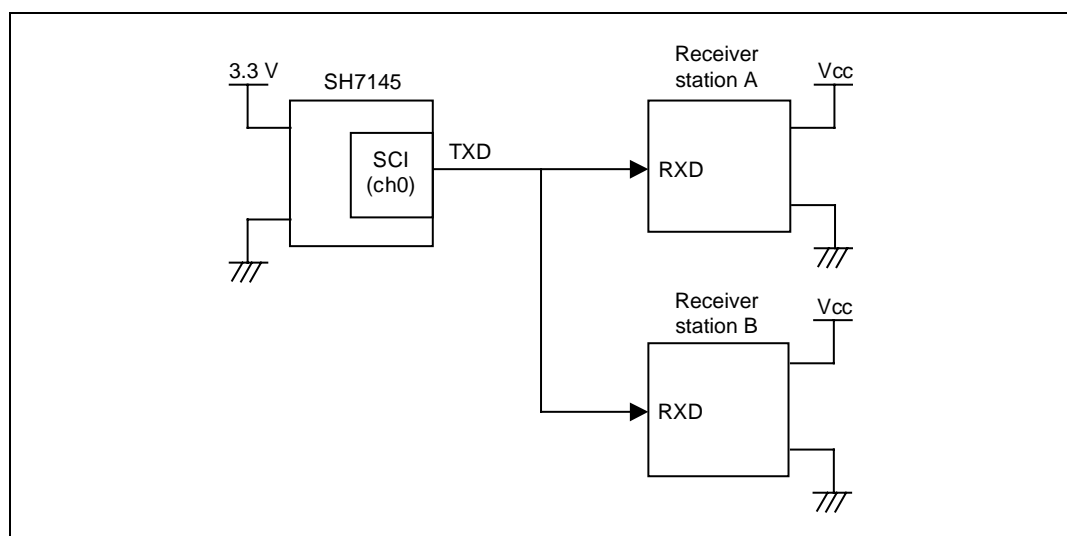 3.3 V
SH7145
SCI
(ch0)
TXD
Receiver
station A
Vcc
RXD
Receiver
station B
Vcc
RXD